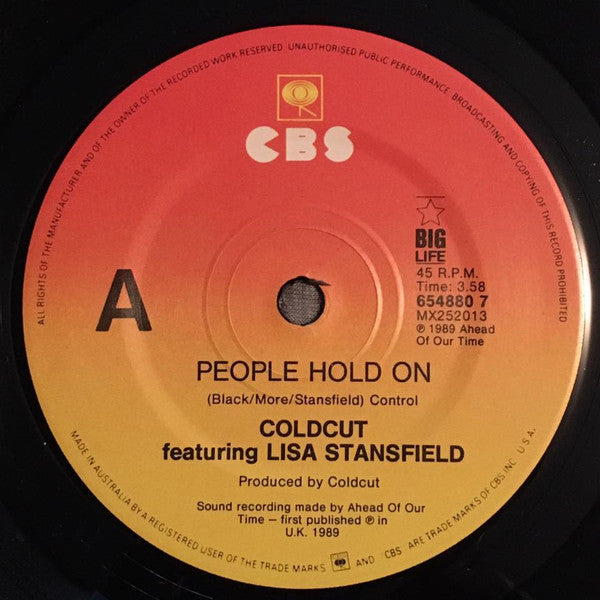 ALL RIGHTS OF THE MANUFACTURER AND OF THE OWNER OF THE RECORDED WORK RESERVED. UNAUTHORISED PUBLIC PERFORMANCE, BROADCASTING AND COPYING OF THIS RECORD PROHIBITED
CBS
BIG
LIFE
A
45 R.P.M.
Time: 3.58
654880 7
MX252013
℗ 1989 Ahead
Of Our Time
PEOPLE HOLD ON
(Black/More/Stansfield) Control
COLDCUT
featuring LISA STANSFIELD
Produced by Coldcut
Sound recording made by Ahead Of Our
Time – first published ℗ in
U.K. 1989
MADE IN AUSTRALIA BY A REGISTERED USER OF THE TRADE MARKS AND "CBS" ARE TRADE MARKS OF CBS INC. U.S.A.